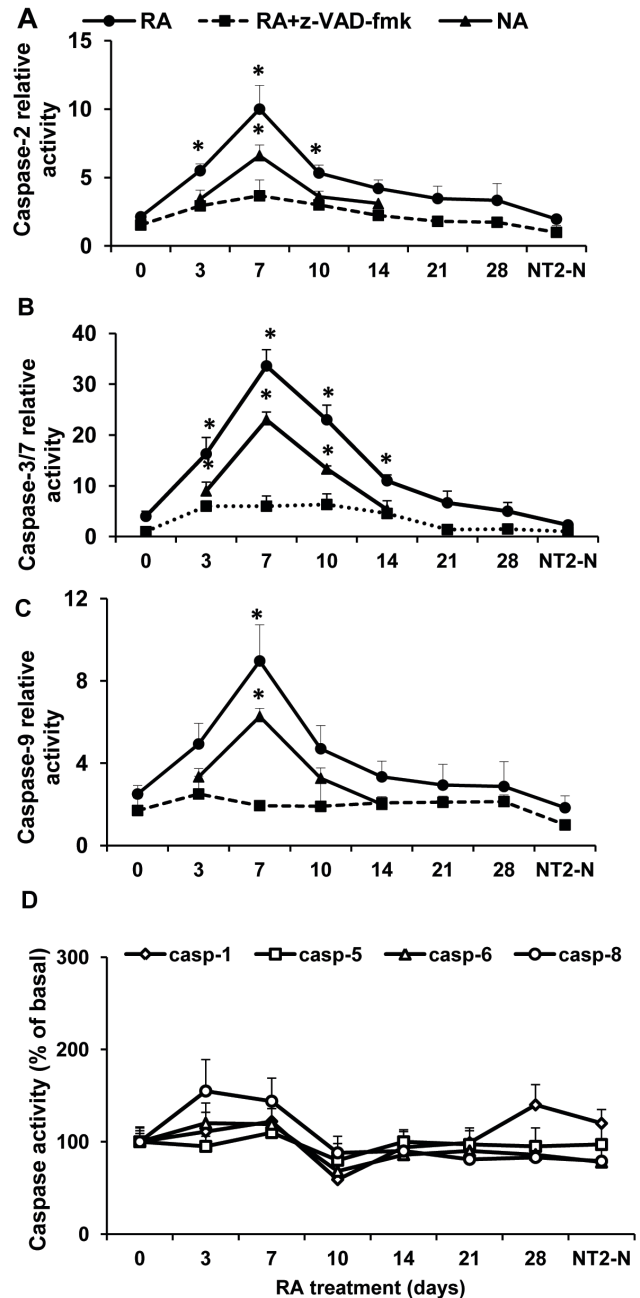 A
RA RA+z-VAD-fmk NA
Caspase-2 relative
activity
15
10
5
0
* * * *
0 3 7 10 14 21 28 NT2-N
B
Caspase-3/7 relative
activity
40
30
20
10
0
* * * * * * *
0 3 7 10 14 21 28 NT2-N
C
Caspase-9 relative
activity
12
8
4
0
* *
0 3 7 10 14 21 28 NT2-N
D
casp-1 casp-5 casp-6 casp-8
Caspase activity (% of basal)
300
200
100
0
0 3 7 10 14 21 28 NT2-N
RA treatment (days)